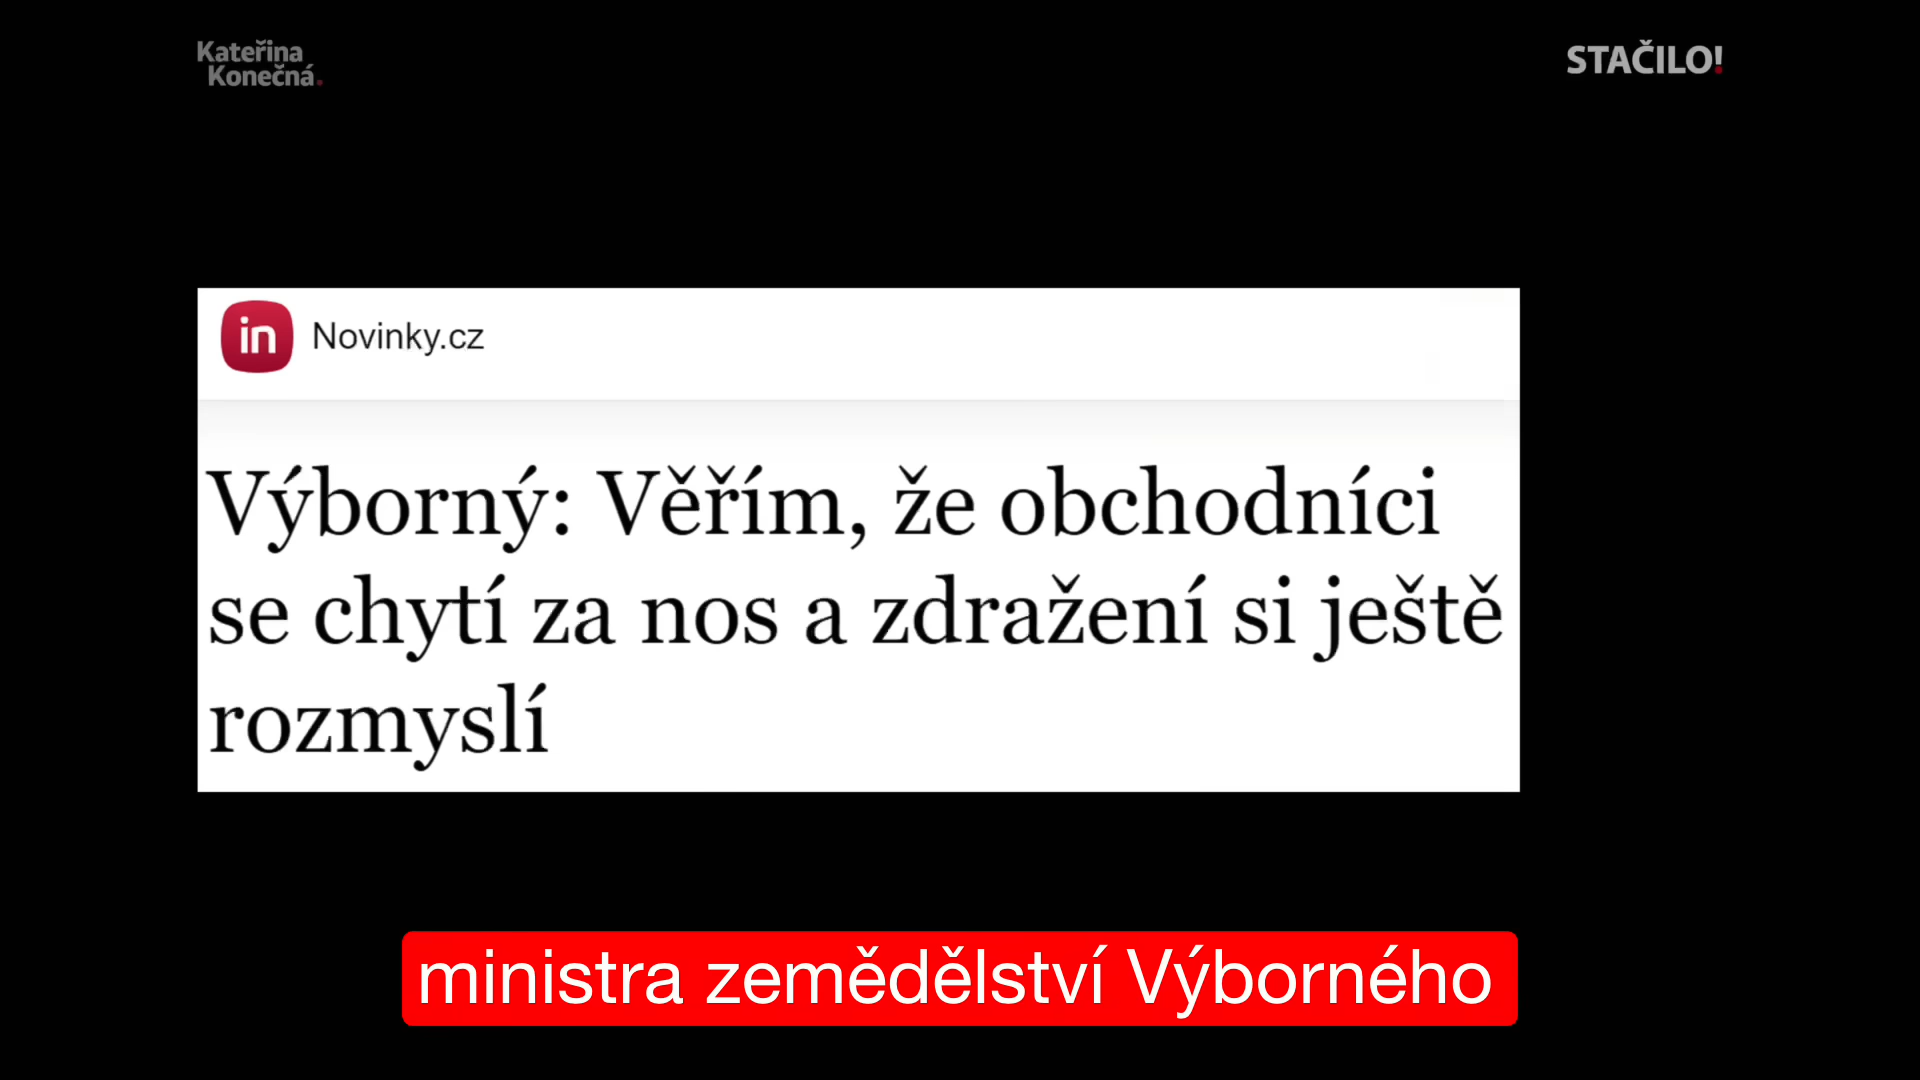 Kateřina
Konečná.
STAČILO!
in Novinky.cz
Výborný: Věřím, že obchodníci
se chytí za nos a zdražení si ještě
rozmyslí
ministra zemědělství Výborného